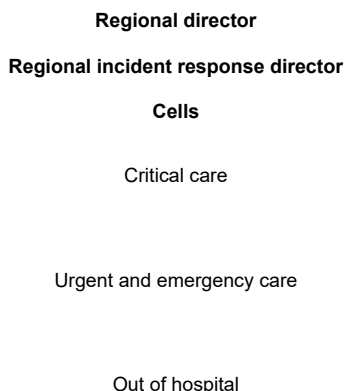 Regional director
Regional incident response director
Cells
Critical care
Urgent and emergency care
Out of hospital